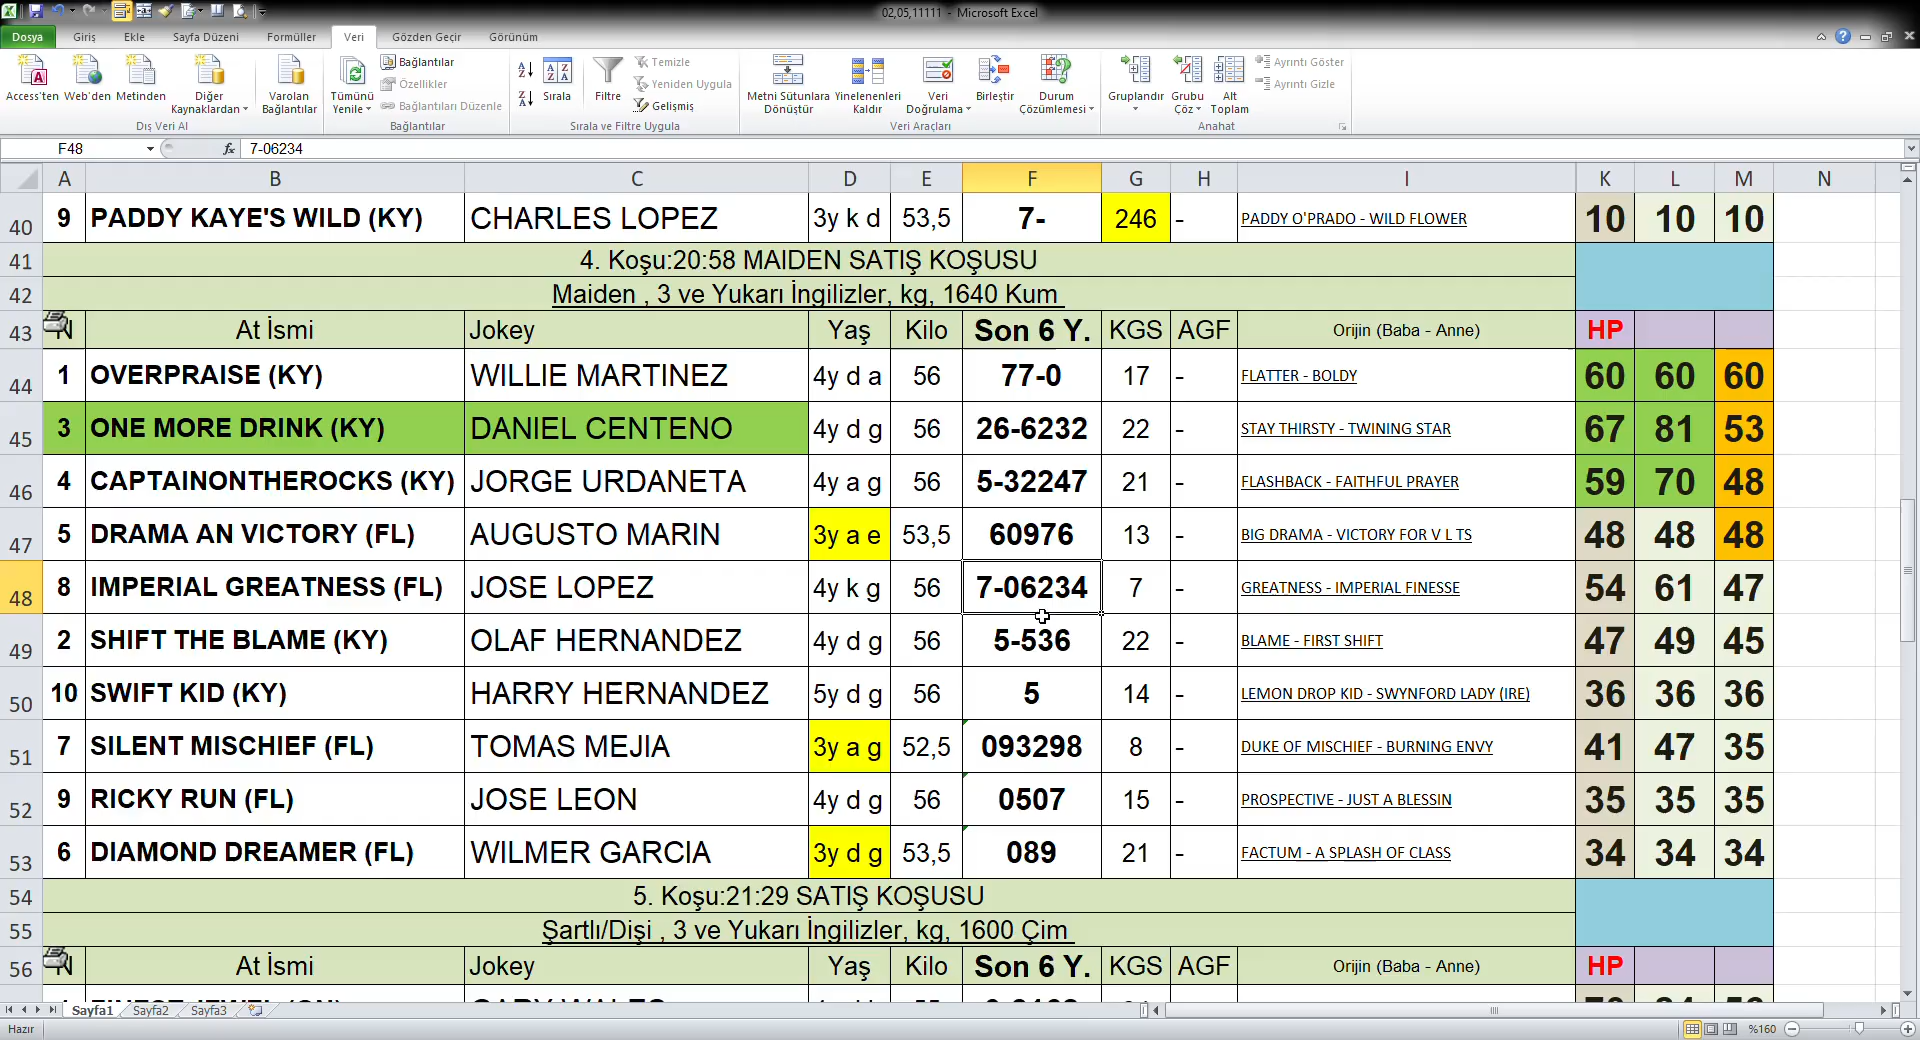 02,05,11111 - Microsoft Excel
Dosya Giriş Ekle Sayfa Düzeni Formüller Veri Gözden Geçir Görünüm
Access'ten Web'den Metinden Diğer Kaynaklardan Varolan Bağlantılar
Dış Veri Al
Tümünü Yenile Bağlantılar Özellikler Bağlantıları Düzenle
Bağlantılar
Sırala Filtre Temizle Yeniden Uygula Gelişmiş
Sırala ve Filtre Uygula
Metni Sütunlara Dönüştür Yinelenenleri Kaldır Veri Doğrulama Birleştir Durum Çözümlemesi
Veri Araçları
Gruplandır Grubu Çöz Alt Toplam Ayrıntı Göster Ayrıntı Gizle
Anahat
F48 fx 7-06234
A B C D E F G H I K L M N
40 9 PADDY KAYE'S WILD (KY) CHARLES LOPEZ 3y k d 53,5 7- 246 - PADDY O'PRADO - WILD FLOWER 10 10 10
41 4. Koşu:20:58 MAIDEN SATIŞ KOŞUSU
42 Maiden , 3 ve Yukarı İngilizler, kg, 1640 Kum
43 N At İsmi Jokey Yaş Kilo Son 6 Y. KGS AGF Orijin (Baba - Anne) HP
44 1 OVERPRAISE (KY) WILLIE MARTINEZ 4y d a 56 77-0 17 - FLATTER - BOLDY 60 60 60
45 3 ONE MORE DRINK (KY) DANIEL CENTENO 4y d g 56 26-6232 22 - STAY THIRSTY - TWINING STAR 67 81 53
46 4 CAPTAINONTHEROCKS (KY) JORGE URDANETA 4y a g 56 5-32247 21 - FLASHBACK - FAITHFUL PRAYER 59 70 48
47 5 DRAMA AN VICTORY (FL) AUGUSTO MARIN 3y a e 53,5 60976 13 - BIG DRAMA - VICTORY FOR V L TS 48 48 48
48 8 IMPERIAL GREATNESS (FL) JOSE LOPEZ 4y k g 56 7-06234 7 - GREATNESS - IMPERIAL FINESSE 54 61 47
49 2 SHIFT THE BLAME (KY) OLAF HERNANDEZ 4y d g 56 5-536 22 - BLAME - FIRST SHIFT 47 49 45
50 10 SWIFT KID (KY) HARRY HERNANDEZ 5y d g 56 5 14 - LEMON DROP KID - SWYNFORD LADY (IRE) 36 36 36
51 7 SILENT MISCHIEF (FL) TOMAS MEJIA 3y a g 52,5 093298 8 - DUKE OF MISCHIEF - BURNING ENVY 41 47 35
52 9 RICKY RUN (FL) JOSE LEON 4y d g 56 0507 15 - PROSPECTIVE - JUST A BLESSIN 35 35 35
53 6 DIAMOND DREAMER (FL) WILMER GARCIA 3y d g 53,5 089 21 - FACTUM - A SPLASH OF CLASS 34 34 34
54 5. Koşu:21:29 SATIŞ KOŞUSU
55 Şartlı/Dişi , 3 ve Yukarı İngilizler, kg, 1600 Çim
56 N At İsmi Jokey Yaş Kilo Son 6 Y. KGS AGF Orijin (Baba - Anne) HP
Sayfa1 Sayfa2 Sayfa3
Hazır %160